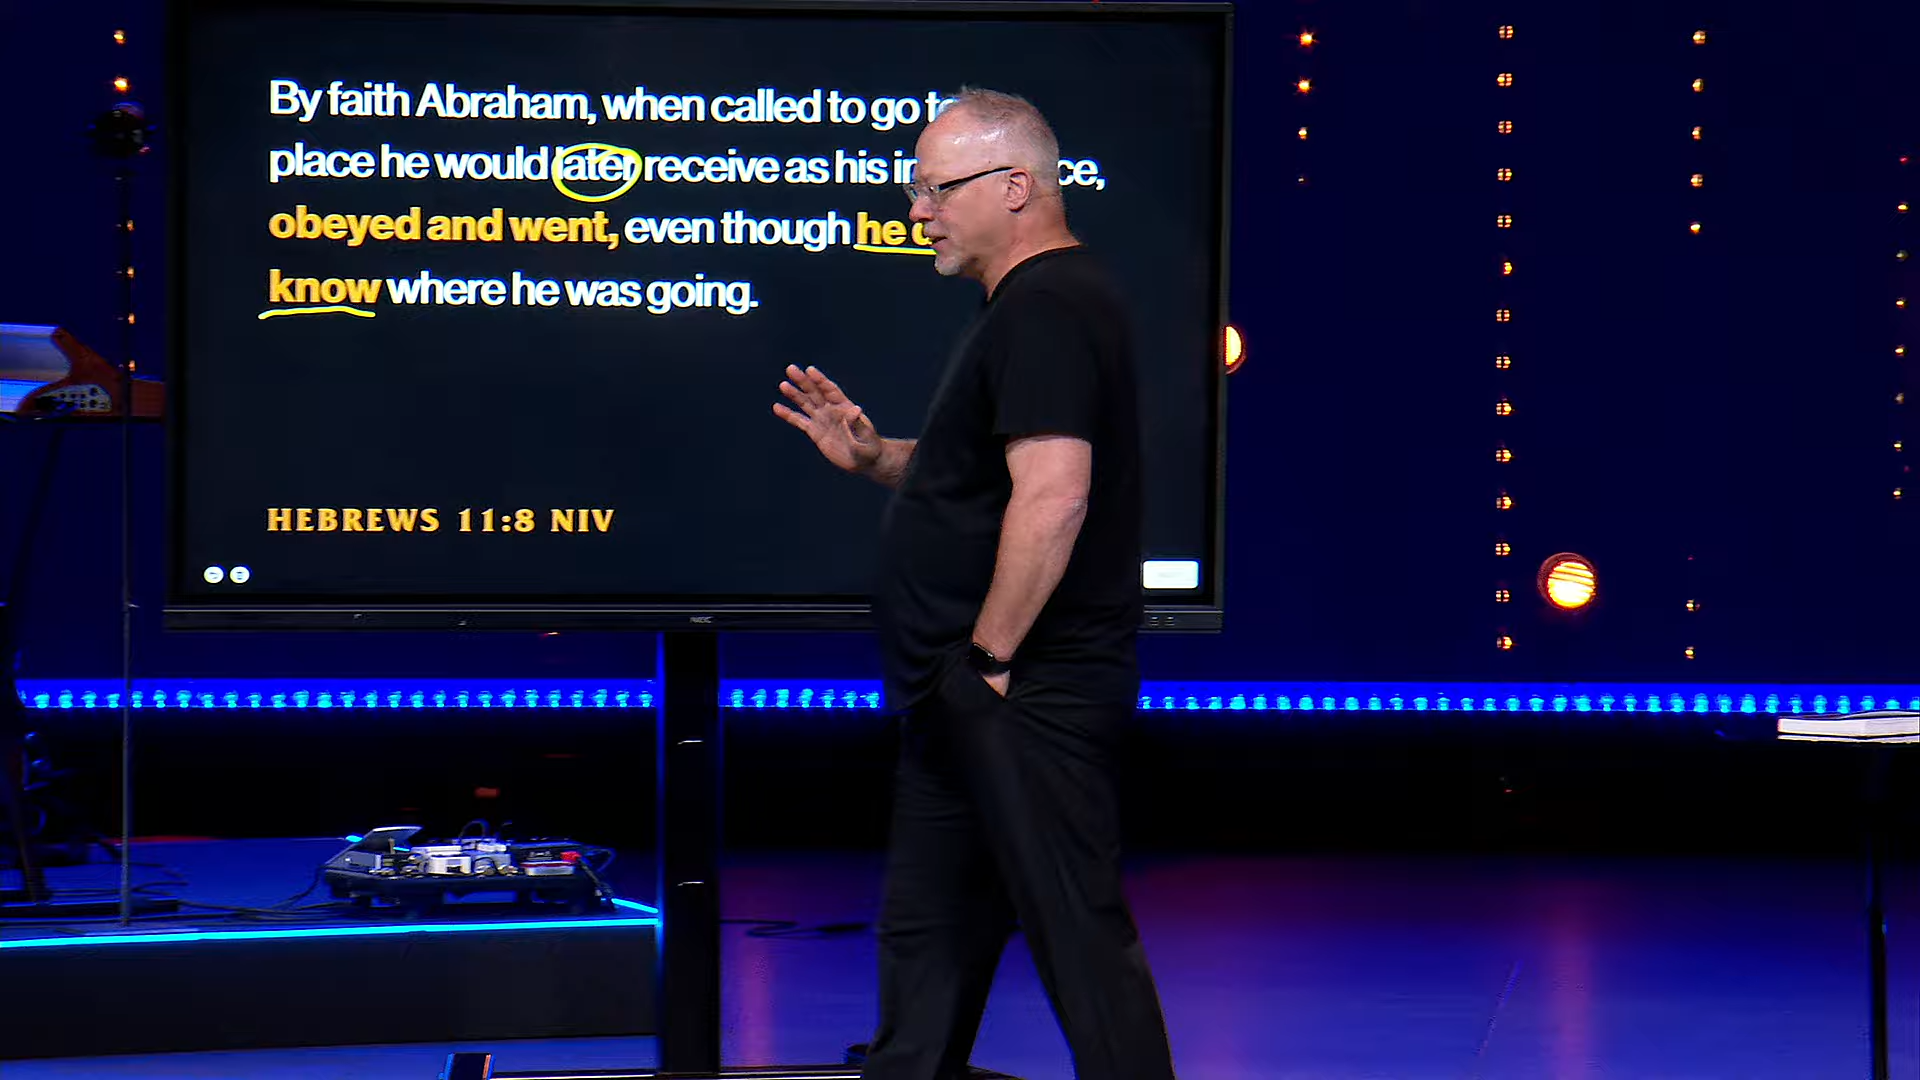 By faith Abraham, when called to go
place he would later receive as his
obeyed and went, even though he
know where he was going.
HEBREWS 11:8 NIV
NEC